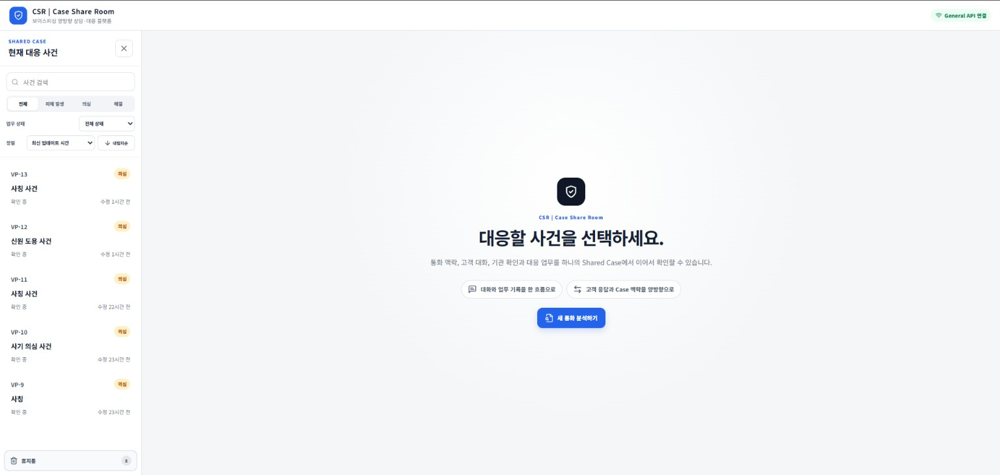 CSR | Case Share Room
보이스피싱 양방향 상담·대응 플랫폼
General API 연결
SHARED CASE
현재 대응 사건
사건 검색
전체 피해 발생 의심 해결
업무 상태 전체 상태
정렬 최신 업데이트 시간 내림차순
VP-13 의심
사칭 사건
확인 중 수정 1시간 전
VP-12 의심
신원 도용 사건
확인 중 수정 1시간 전
VP-11 의심
사칭 사건
확인 중 수정 22시간 전
VP-10 의심
사기 의심 사건
확인 중 수정 23시간 전
VP-9 의심
사칭
확인 중 수정 23시간 전
휴지통 8
CSR | Case Share Room
대응할 사건을 선택하세요.
통화 맥락, 고객 대화, 기관 확인과 대응 업무를 하나의 Shared Case에서 이어서 확인할 수 있습니다.
대화와 업무 기록을 한 흐름으로
고객 응답과 Case 맥락을 양방향으로
새 통화 분석하기